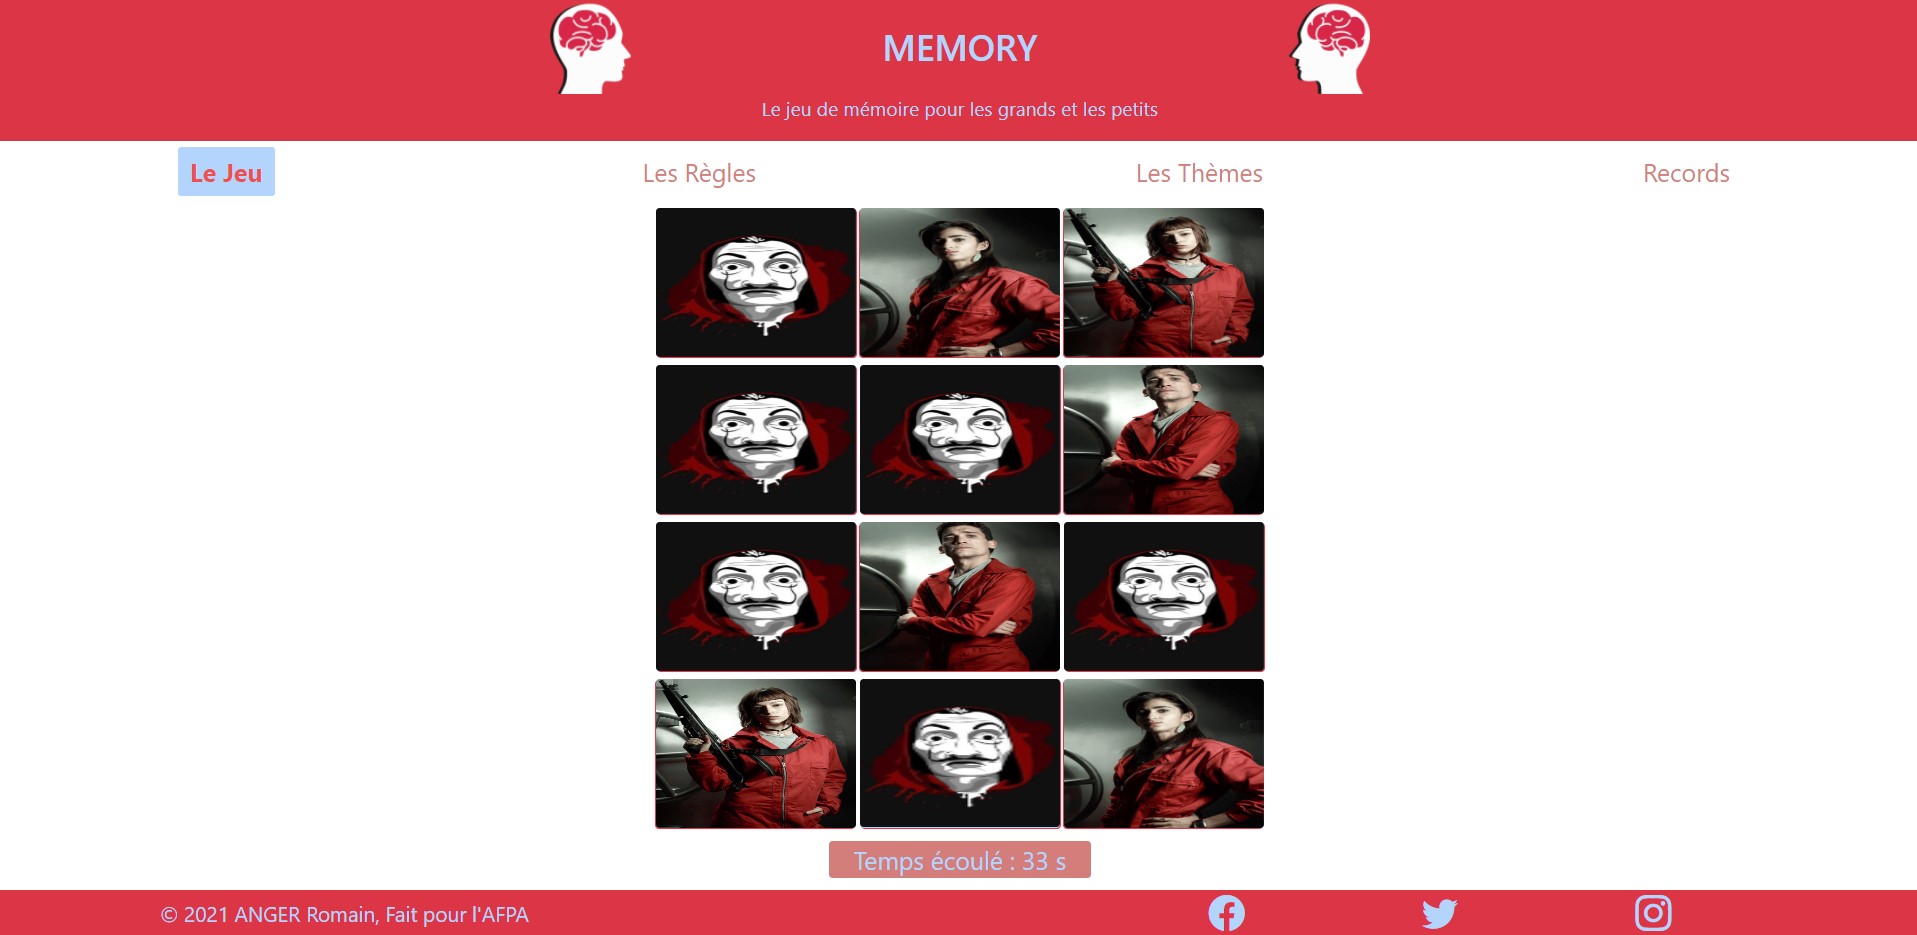 MEMORY
Le jeu de mémoire pour les grands et les petits
Le Jeu
Les Règles
Les Thèmes
Records
Temps écoulé : 33 s
© 2021 ANGER Romain, Fait pour l'AFPA